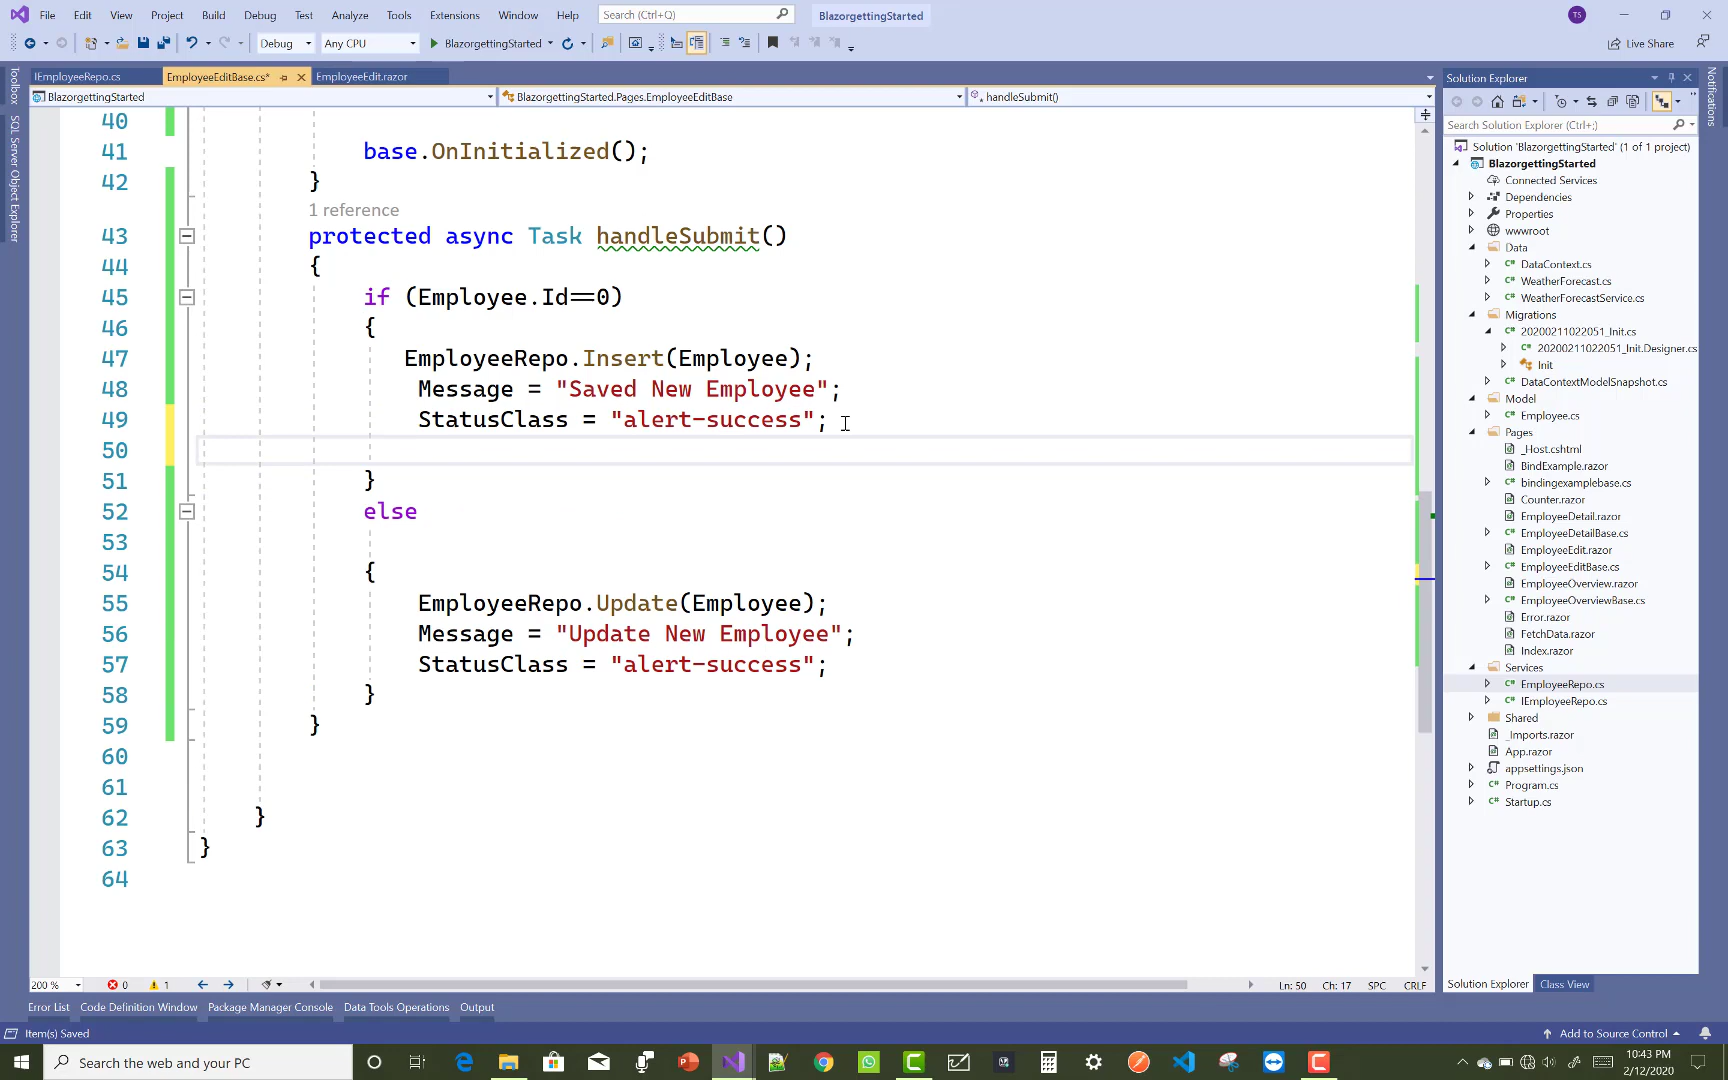 File Edit View Project Build Debug Test Analyze Tools Extensions Window Help Search (Ctrl+Q) BlazorgettingStarted TS
Debug Any CPU BlazorgettingStarted Live Share
IEmployeeRepo.cs EmployeeEditBase.cs* EmployeeEdit.razor
BlazorgettingStarted BlazorgettingStarted.Pages.EmployeeEditBase handleSubmit()
Toolbox
SQL Server Object Explorer
40
41 base.OnInitialized();
42 }
1 reference
43 protected async Task handleSubmit()
44 {
45 if (Employee.Id==0)
46 {
47 EmployeeRepo.Insert(Employee);
48 Message = "Saved New Employee";
49 StatusClass = "alert-success";
50
51 }
52 else
53
54 {
55 EmployeeRepo.Update(Employee);
56 Message = "Update New Employee";
57 StatusClass = "alert-success";
58 }
59 }
60
61
62 }
63 }
64
200 % 0 1 Ln: 50 Ch: 17 SPC CRLF
Error List Code Definition Window Package Manager Console Data Tools Operations Output
Solution Explorer
Search Solution Explorer (Ctrl+;)
Solution 'BlazorgettingStarted' (1 of 1 project)
BlazorgettingStarted
Connected Services
Dependencies
Properties
wwwroot
Data
DataContext.cs
WeatherForecast.cs
WeatherForecastService.cs
Migrations
20200211022051_Init.cs
20200211022051_Init.Designer.cs
Init
DataContextModelSnapshot.cs
Model
Employee.cs
Pages
_Host.cshtml
BindExample.razor
bindingexamplebase.cs
Counter.razor
EmployeeDetail.razor
EmployeeDetailBase.cs
EmployeeEdit.razor
EmployeeEditBase.cs
EmployeeOverview.razor
EmployeeOverviewBase.cs
Error.razor
FetchData.razor
Index.razor
Services
EmployeeRepo.cs
IEmployeeRepo.cs
Shared
_Imports.razor
App.razor
appsettings.json
Program.cs
Startup.cs
Solution Explorer Class View
Notifications
Item(s) Saved Add to Source Control
Search the web and your PC
10:43 PM
2/12/2020